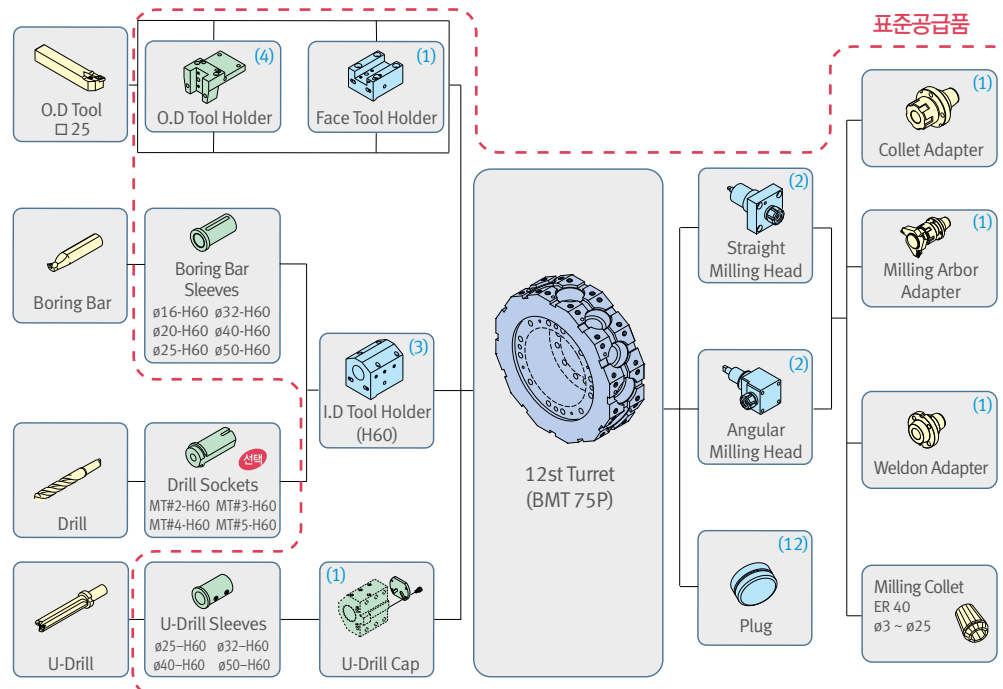 표준공급품
O.D Tool
□ 25
(4)
O.D Tool Holder
(1)
Face Tool Holder
(1)
Collet Adapter
Boring Bar
Boring Bar
Sleeves
ø16-H60 ø32-H60
ø20-H60 ø40-H60
ø25-H60 ø50-H60
(3)
I.D Tool Holder
(H60)
12st Turret
(BMT 75P)
(2)
Straight
Milling Head
(1)
Milling Arbor
Adapter
(2)
Angular
Milling Head
(1)
Weldon Adapter
Drill
선택
Drill Sockets
MT#2-H60 MT#3-H60
MT#4-H60 MT#5-H60
U-Drill
U-Drill Sleeves
ø25–H60 ø32–H60
ø40–H60 ø50–H60
(1)
U-Drill Cap
(12)
Plug
Milling Collet
ER 40
ø3 ~ ø25